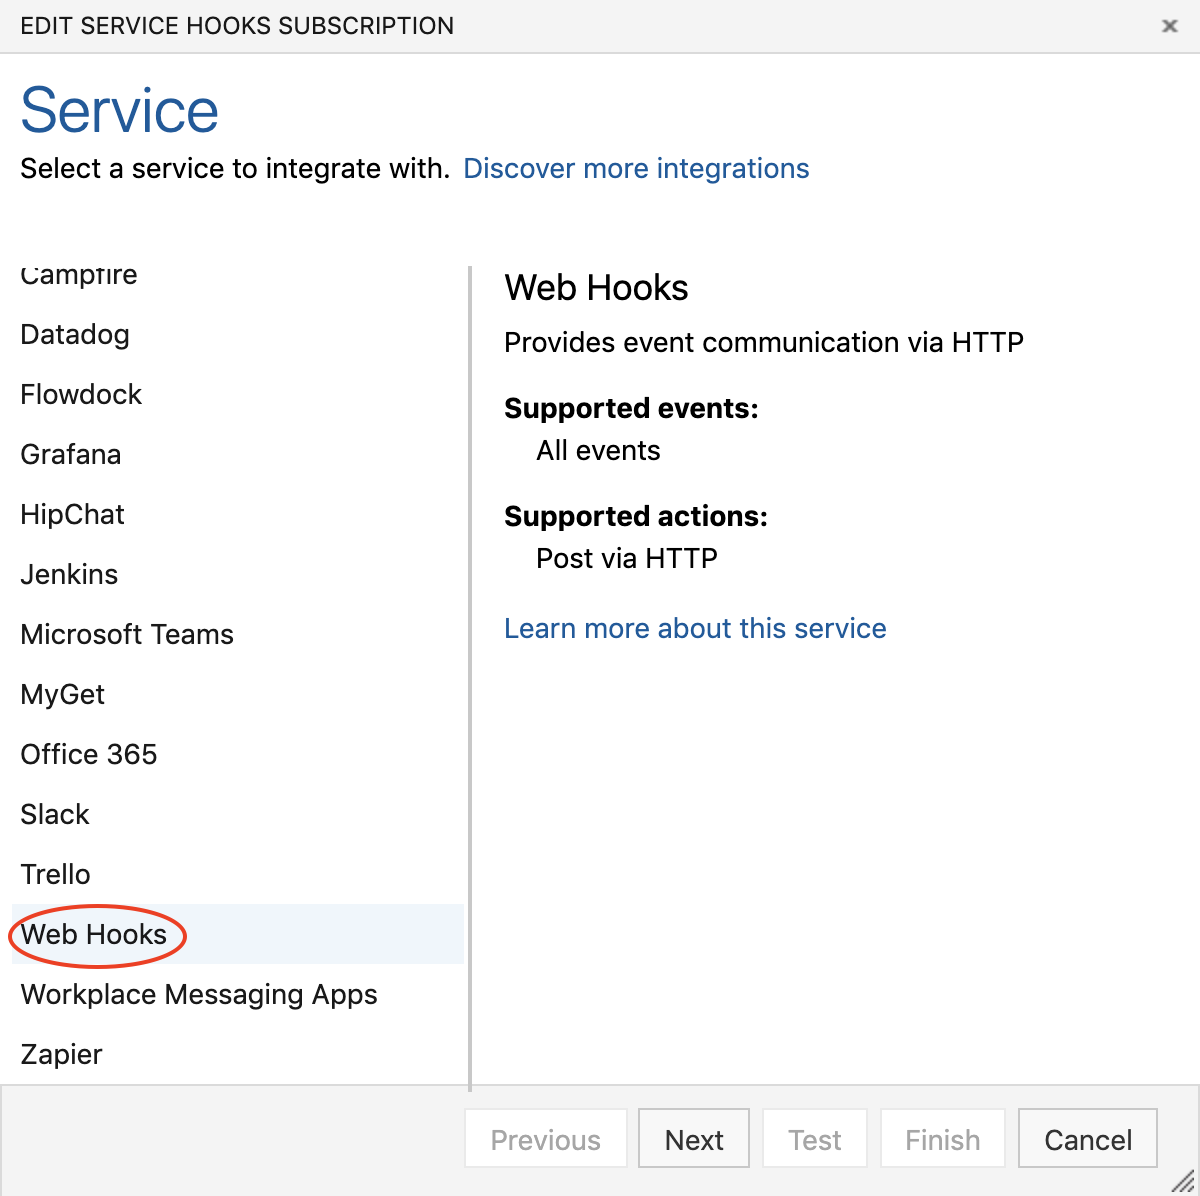 EDIT SERVICE HOOKS SUBSCRIPTION
Service
Select a service to integrate with. Discover more integrations
Campfire
Datadog
Flowdock
Grafana
HipChat
Jenkins
Microsoft Teams
MyGet
Office 365
Slack
Trello
Web Hooks
Workplace Messaging Apps
Zapier
Web Hooks
Provides event communication via HTTP
Supported events:
All events
Supported actions:
Post via HTTP
Learn more about this service
Previous Next Test Finish Cancel